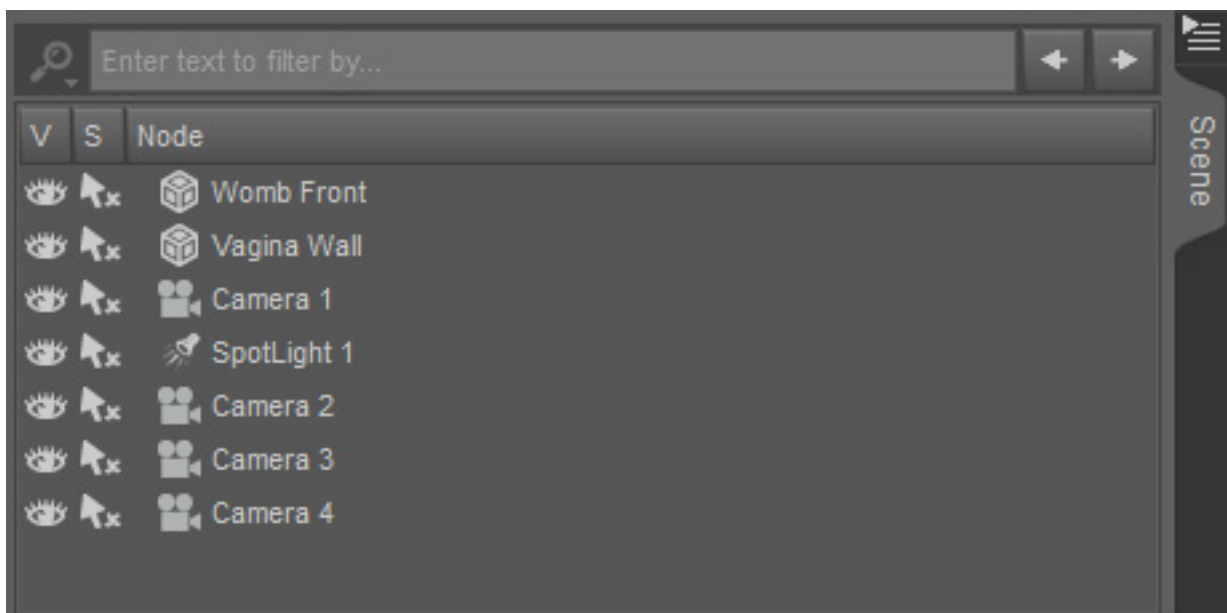 Enter text to filter by...
V S Node
Womb Front
Vagina Wall
Camera 1
SpotLight 1
Camera 2
Camera 3
Camera 4
Scene